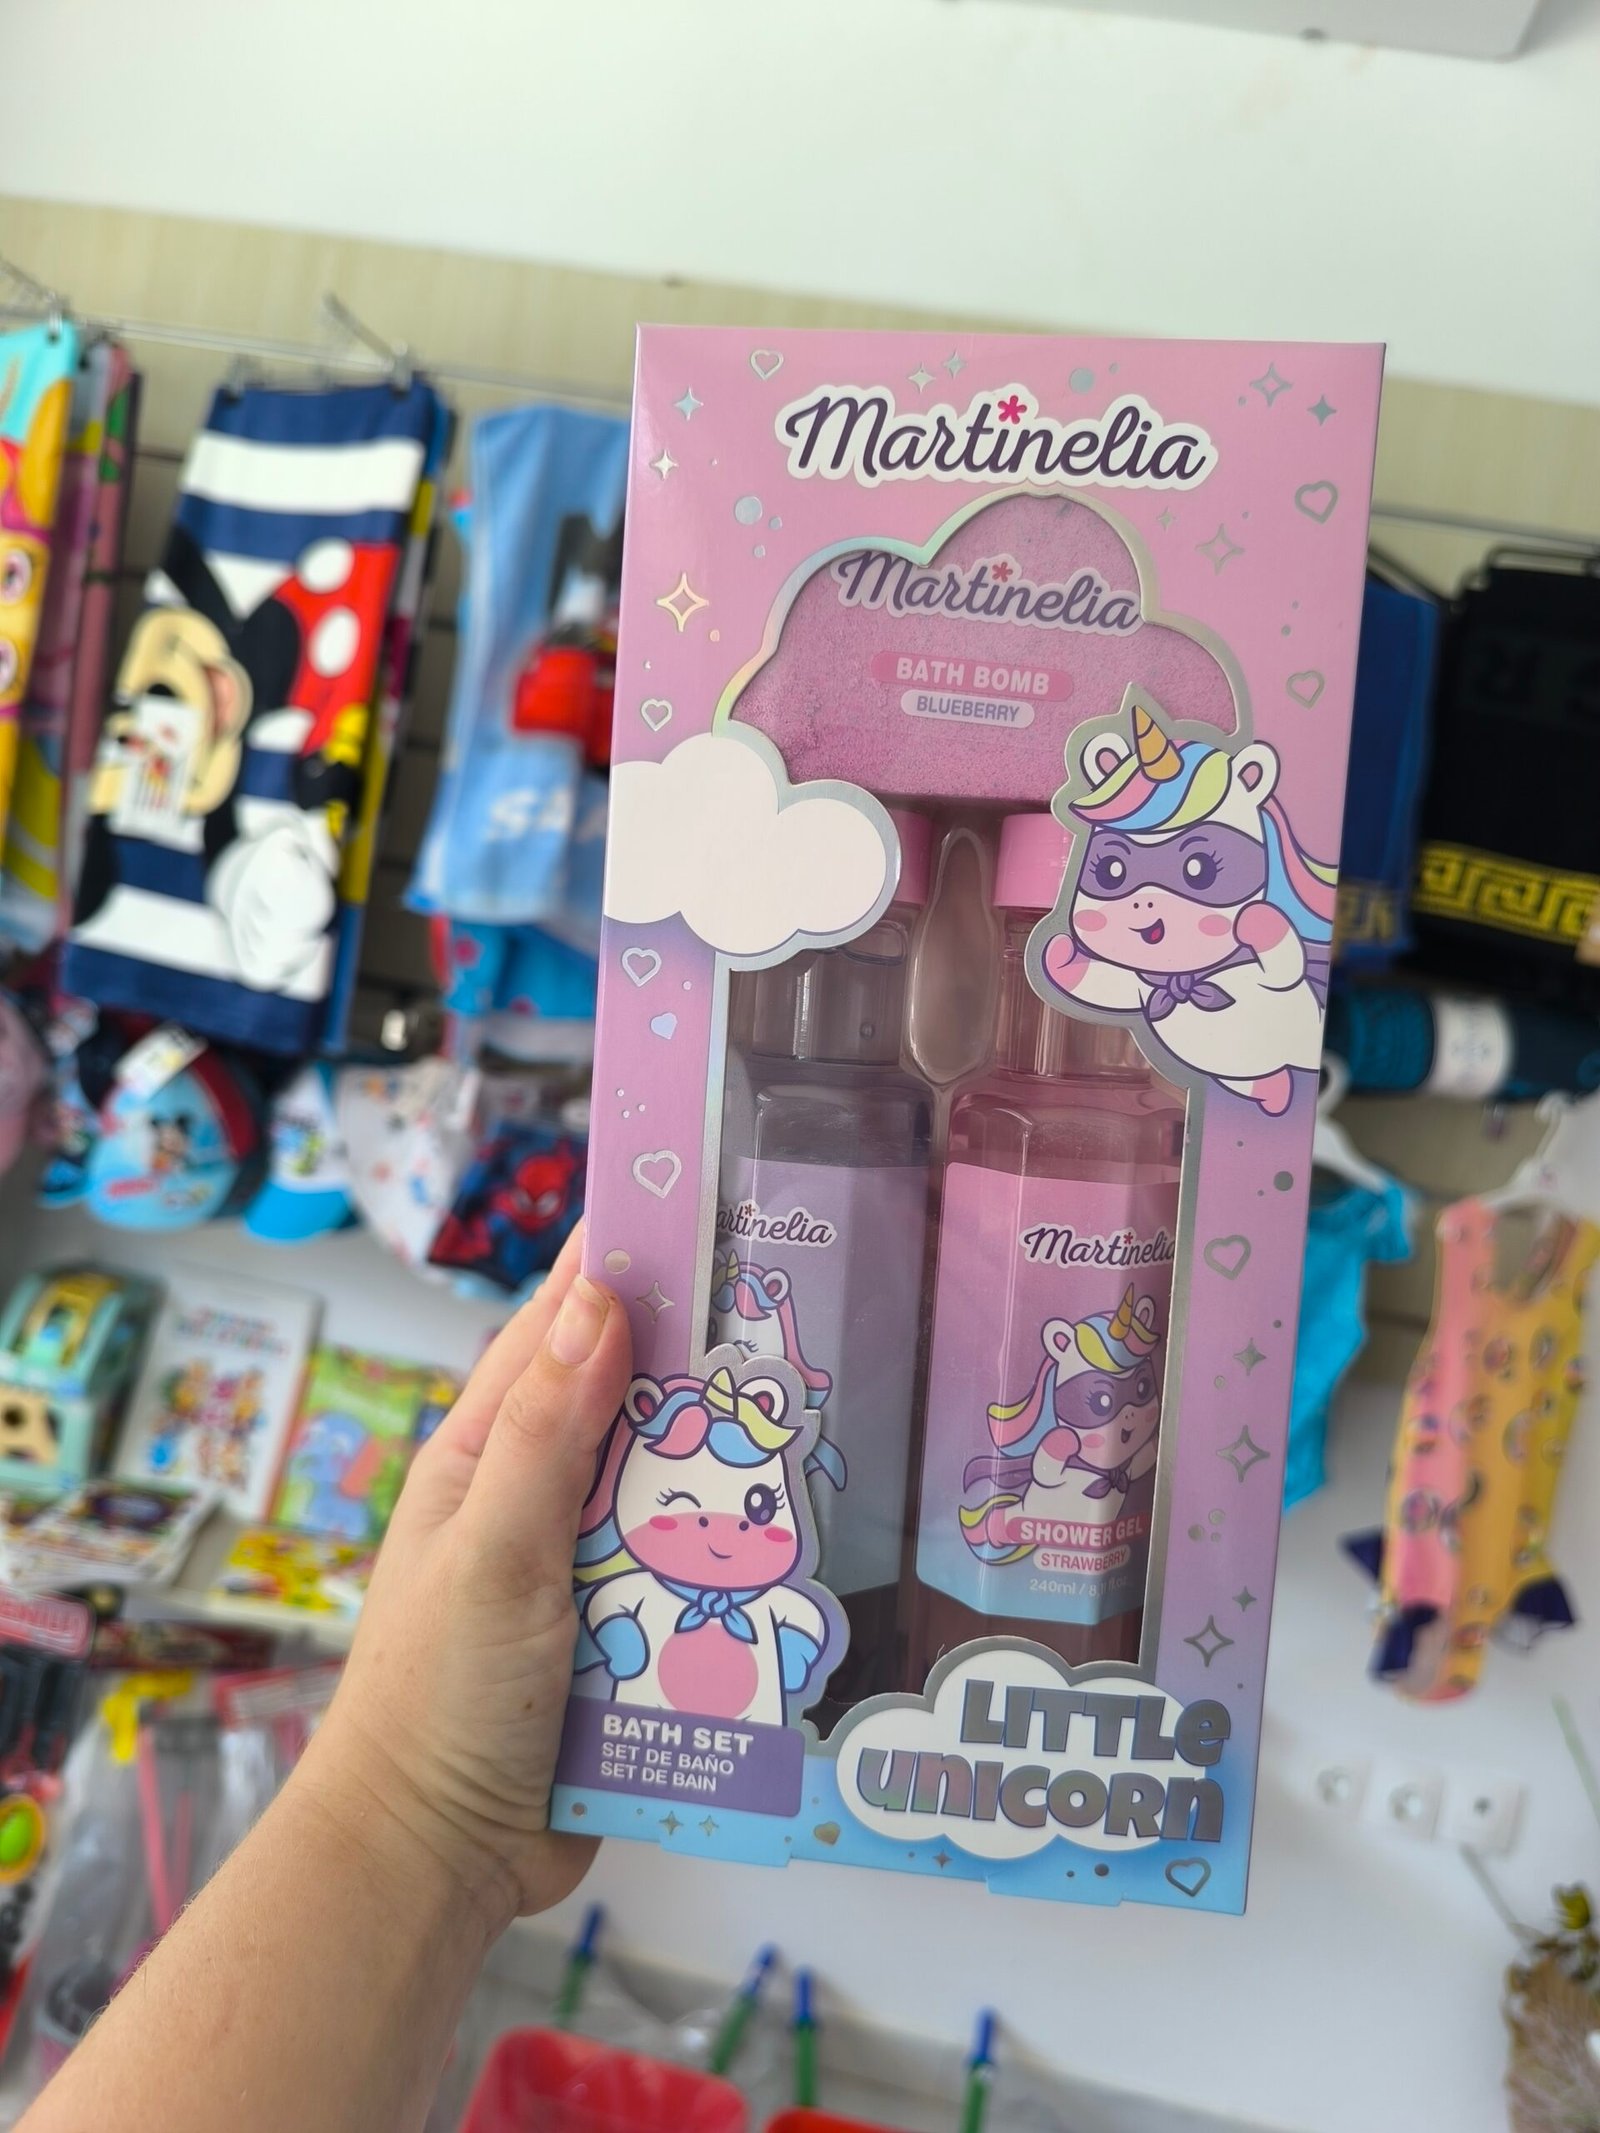 Martinelia
Martinelia
BATH BOMB
BLUEBERRY
Martinelia
SHOWER GEL
STRAWBERRY
240ml /
BATH SET
SET DE BAÑO
SET DE BAIN
LITTLE
UNICORN